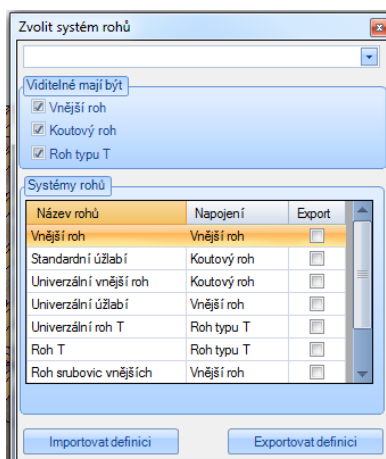 Zvolit systém rohů
Viditelné mají být
Vnější roh
Koutový roh
Roh typu T
Systémy rohů
Název rohů Napojení Export
Vnější roh Vnější roh
Standardní úžlabí Koutový roh
Univerzální vnější roh Koutový roh
Univerzální úžlabí Vnější roh
Univerzální roh T Roh typu T
Roh T Roh typu T
Roh srubovic vnějších Vnější roh
Importovat definici Exportovat definici